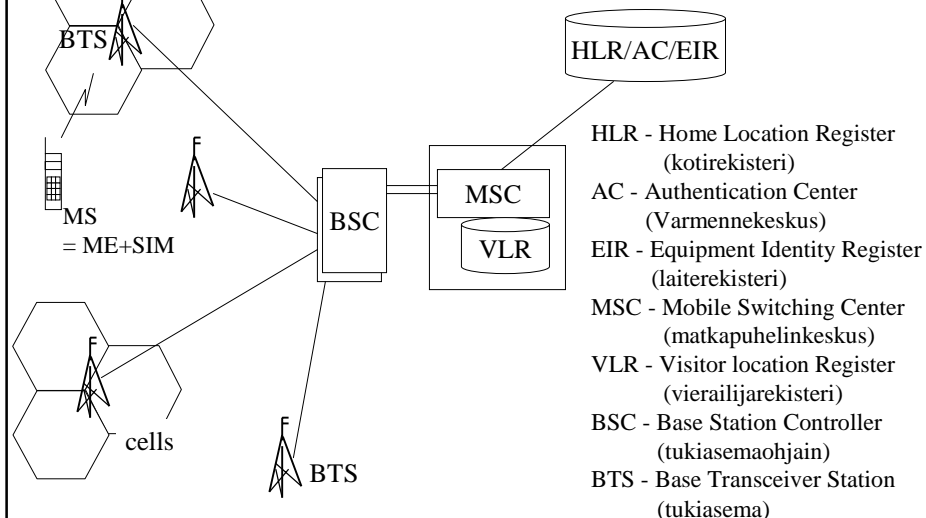 BTS
HLR/AC/EIR
MS
= ME+SIM
BSC
MSC
VLR
cells
BTS
HLR - Home Location Register
(kotirekisteri)
AC - Authentication Center
(Varmennekeskus)
EIR - Equipment Identity Register
(laiterekisteri)
MSC - Mobile Switching Center
(matkapuhelinkeskus)
VLR - Visitor location Register
(vierailijarekisteri)
BSC - Base Station Controller
(tukiasemaohjain)
BTS - Base Transceiver Station
(tukiasema)